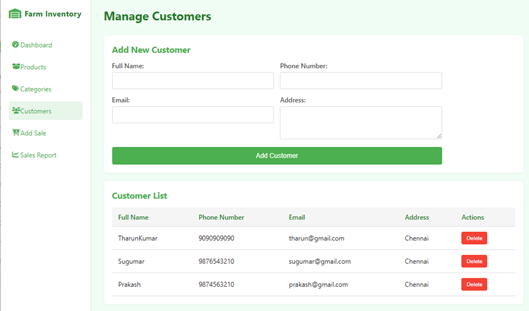 Farm Inventory
Dashboard
Products
Categories
Customers
Add Sale
Sales Report
Manage Customers
Add New Customer
Full Name: Phone Number:
Email: Address:
Add Customer
Customer List
Full Name Phone Number Email Address Actions
TharunKumar 9090909090 tharun@gmail.com Chennai Delete
Sugumar 9876543210 sugumar@gmail.com Chennai Delete
Prakash 9874563210 prakash@gmail.com Chennai Delete